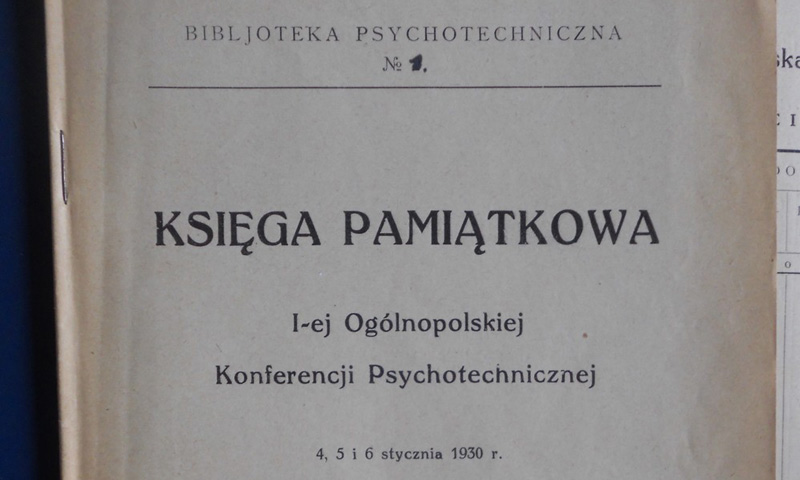 BIBLJOTEKA PSYCHOTECHNICZNA
№ 1.
KSIĘGA PAMIĄTKOWA
I-ej Ogólnopolskiej
Konferencji Psychotechnicznej
4, 5 i 6 stycznia 1930 r.